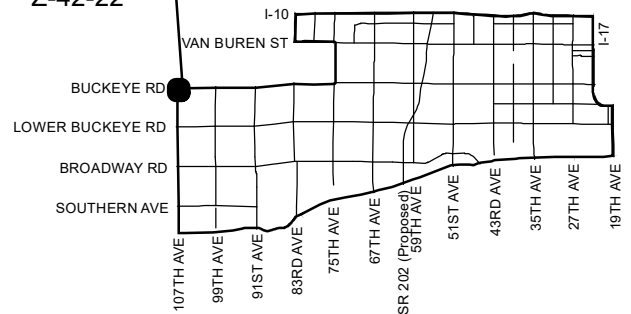 Z-42-22
I-10
I-17
VAN BUREN ST
BUCKEYE RD
LOWER BUCKEYE RD
BROADWAY RD
SOUTHERN AVE
107TH AVE
99TH AVE
91ST AVE
83RD AVE
75TH AVE
67TH AVE
SR 202 (Proposed)
59TH AVE
51ST AVE
43RD AVE
35TH AVE
27TH AVE
19TH AVE